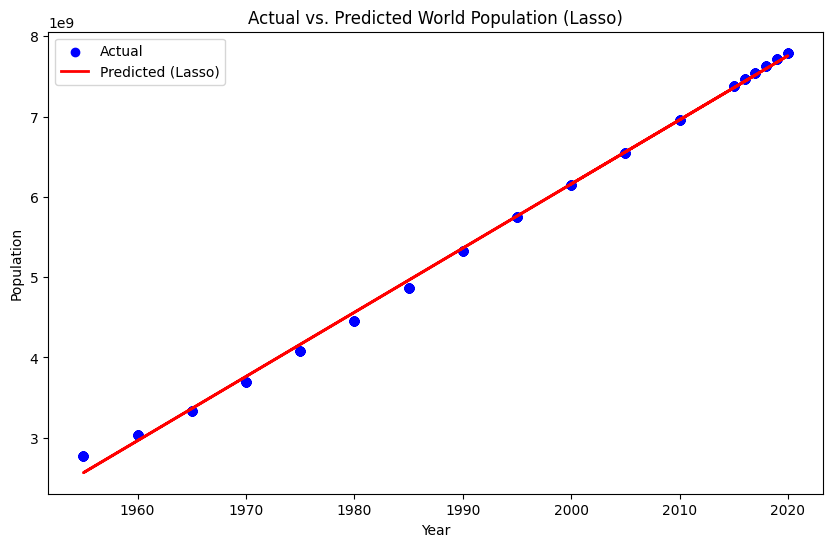 Actual vs. Predicted World Population (Lasso)
1e9
Actual
Predicted (Lasso)
8
7
6
5
4
3
Population
1960 1970 1980 1990 2000 2010 2020
Year